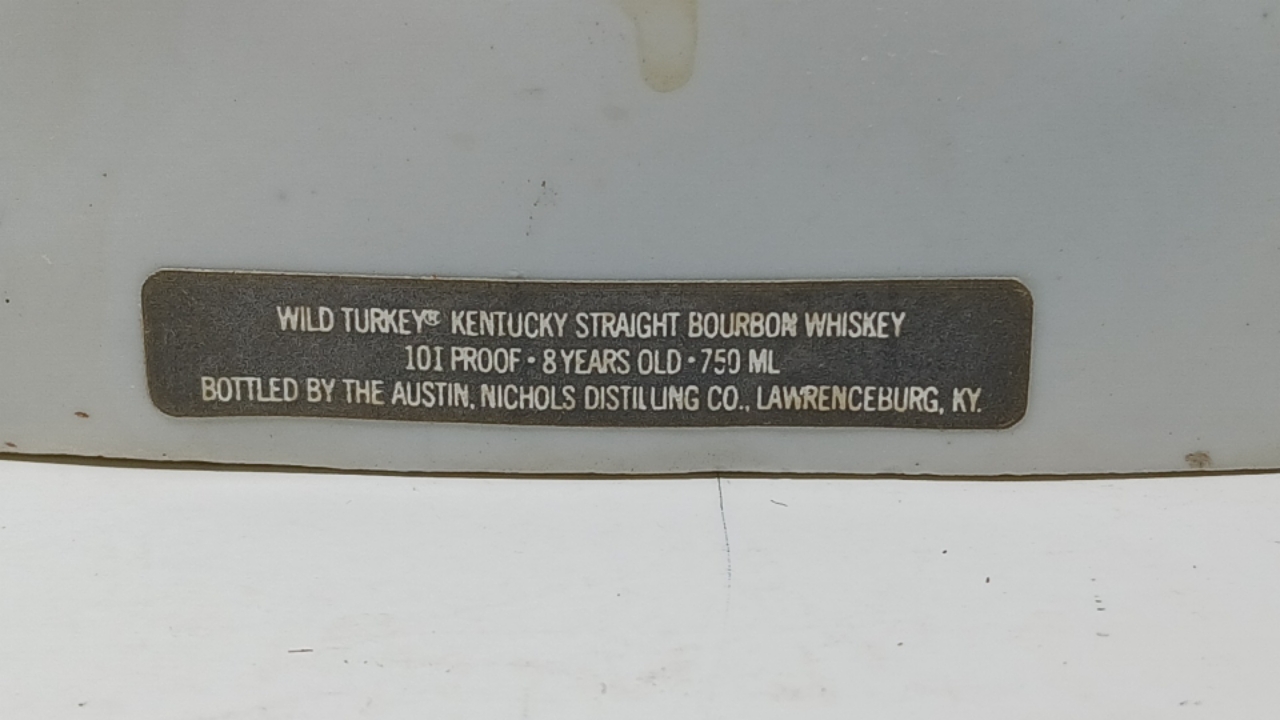 WILD TURKEY® KENTUCKY STRAIGHT BOURBON WHISKEY
101 PROOF • 8 YEARS OLD • 750 ML
BOTTLED BY THE AUSTIN, NICHOLS DISTILLING CO., LAWRENCEBURG, KY.